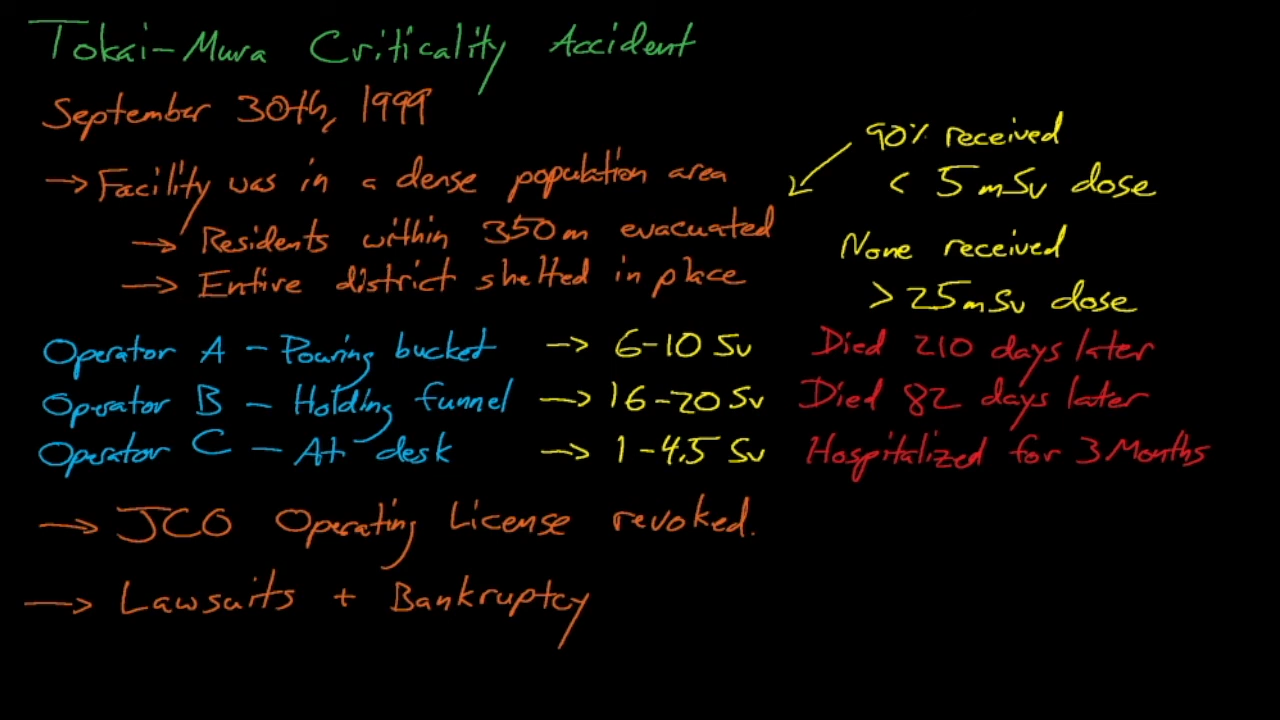 Tokai-Mura Criticality Accident
September 30th, 1999
→ Facility was in a dense population area
→ Residents within 350m evacuated
→ Entire district shelted in place
90% received
< 5 mSv dose
None received
> 25 mSv dose
Operator A - Pouring bucket → 6-10 Sv Died 210 days later
Operator B - Holding funnel → 16-20 Sv Died 82 days later
Operator C - At desk → 1-4.5 Sv Hospitalized for 3 Months
→ JCO Operating License revoked.
→ Lawsuits + Bankruptcy